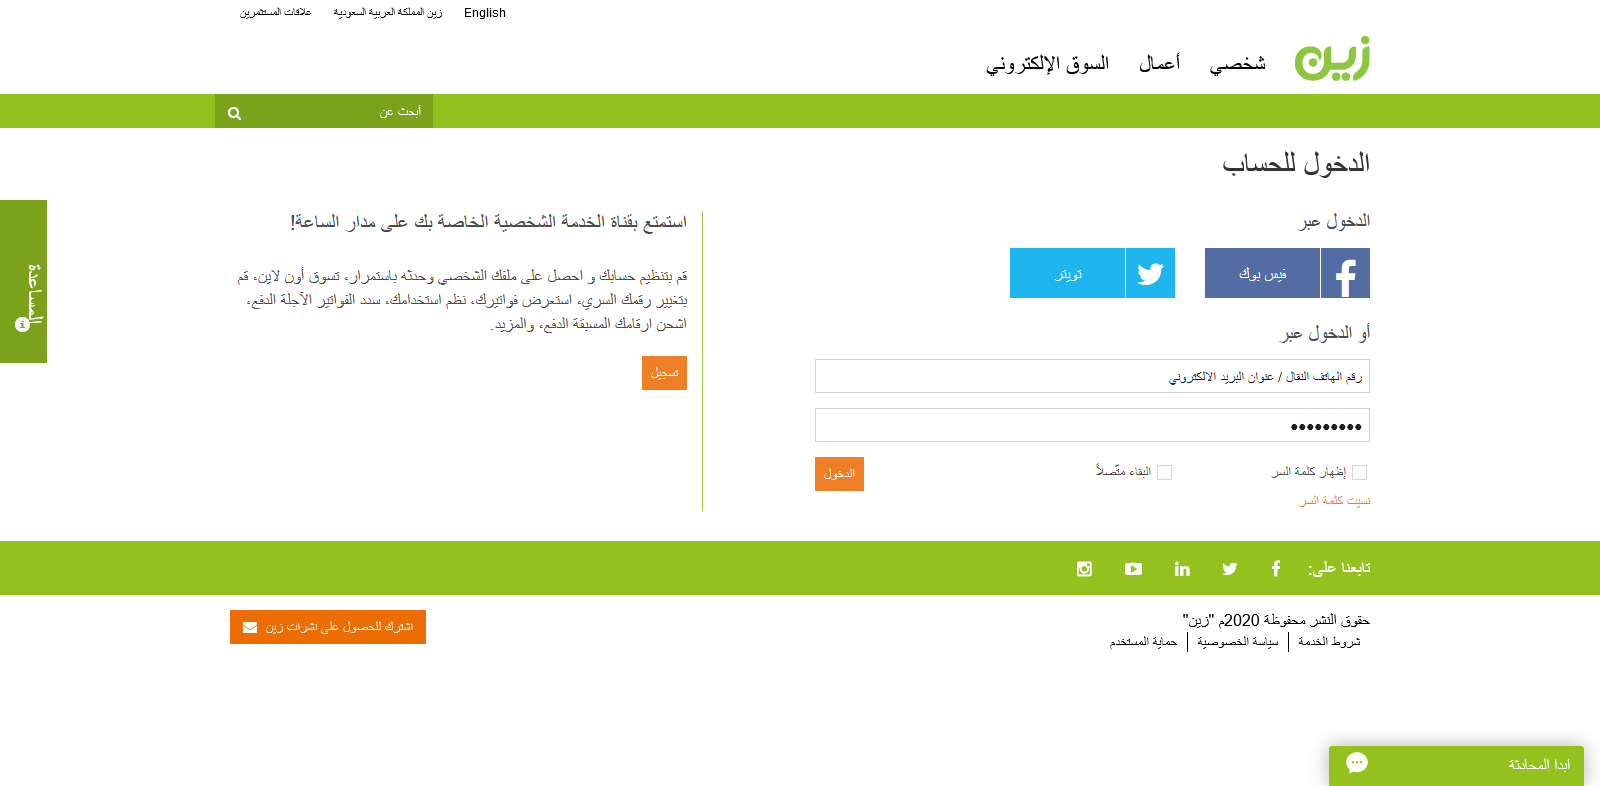 علاقات المستثمرين
زين المملكة العربية السعودية
English
زين
شخصي
أعمال
السوق الإلكتروني
أبحث عن
الدخول للحساب
الدخول عبر
فيس بوك
تويتر
أو الدخول عبر
رقم الهاتف النقال / عنوان البريد الالكتروني
•••••••••
إظهار كلمة السر
البقاء متّصلاً
الدخول
نسيت كلمة السر
استمتع بقناة الخدمة الشخصية الخاصة بك على مدار الساعة!
قم بتنظيم حسابك و احصل على ملفك الشخصي وحدثه باستمرار، تسوق أون لاين، قم
بتغيير رقمك السري، استعرض فواتيرك، نظم استخدامك، سدد الفواتير الآجلة الدفع،
اشحن ارقامك المسبقة الدفع، والمزيد.
تسجيل
المساعدة
تابعنا على:
حقوق النشر محفوظة 2020م "زين"
شروط الخدمة
سياسة الخصوصية
حماية المستخدم
اشترك للحصول على نشرات زين
ابدا المحادثة